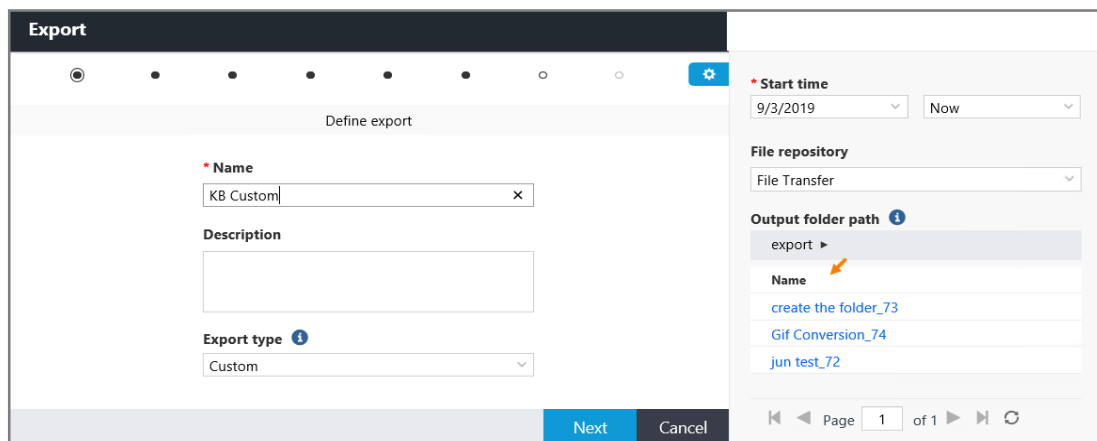 Export
Define export
* Name
KB Custom
Description
Export type
Custom
Next Cancel
* Start time
9/3/2019 Now
File repository
File Transfer
Output folder path
export
Name
create the folder_73
Gif Conversion_74
jun test_72
Page 1 of 1